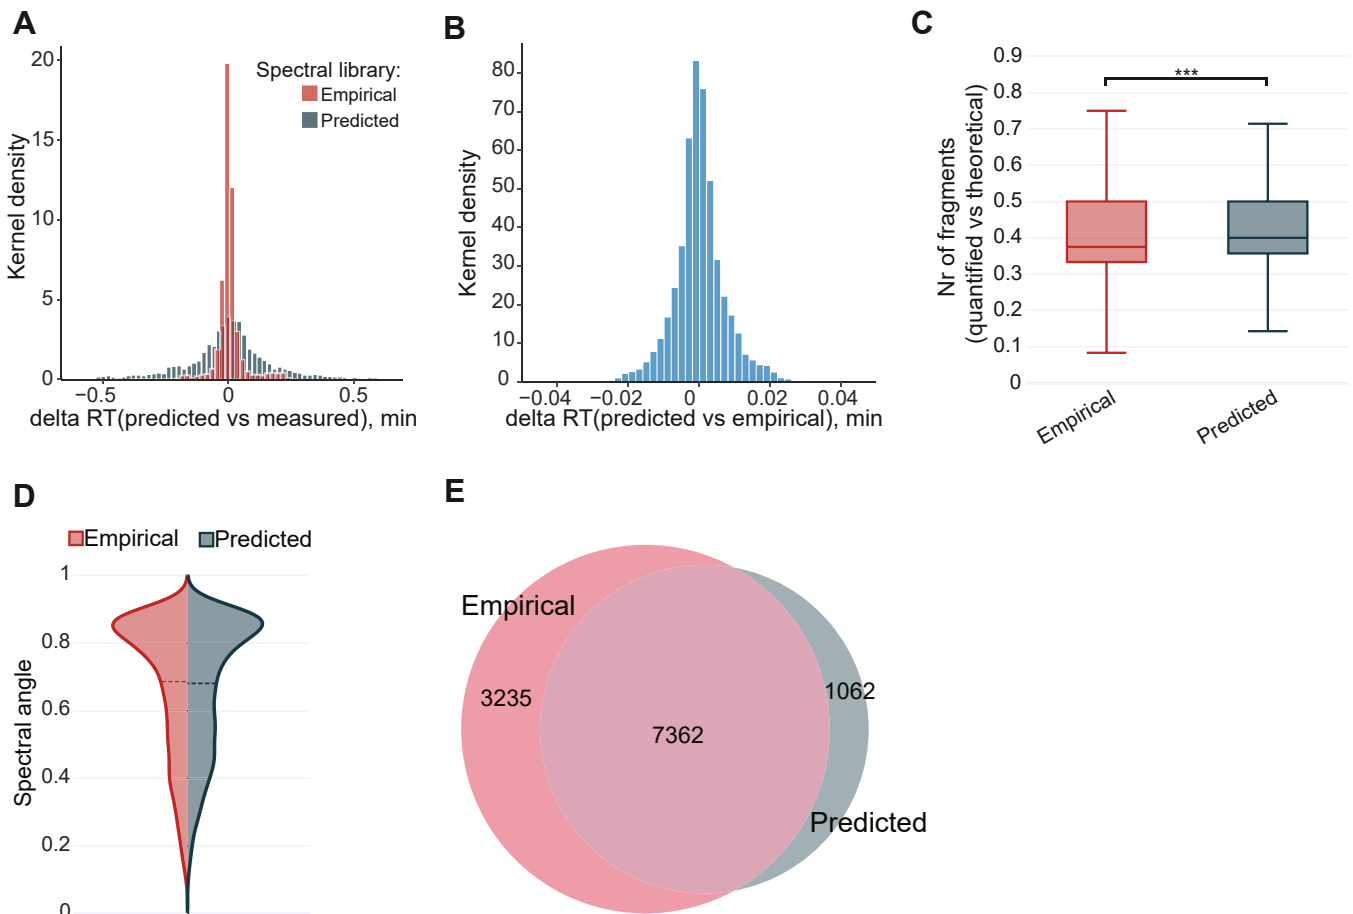 A
Kernel density
20
15
10
5
0
−0.5
0
0.5
delta RT(predicted vs measured), min
Spectral library:
Empirical
Predicted
B
Kernel density
80
70
60
50
40
30
20
10
0
−0.04
−0.02
0
0.02
0.04
delta RT(predicted vs empirical), min
C
Nr of fragments
(quantified vs theoretical)
0.9
0.8
0.7
0.6
0.5
0.4
0.3
0.2
0.1
0
***
Empirical
Predicted
D
Empirical
Predicted
Spectral angle
1
0.8
0.6
0.4
0.2
0
E
Empirical
3235
7362
1062
Predicted